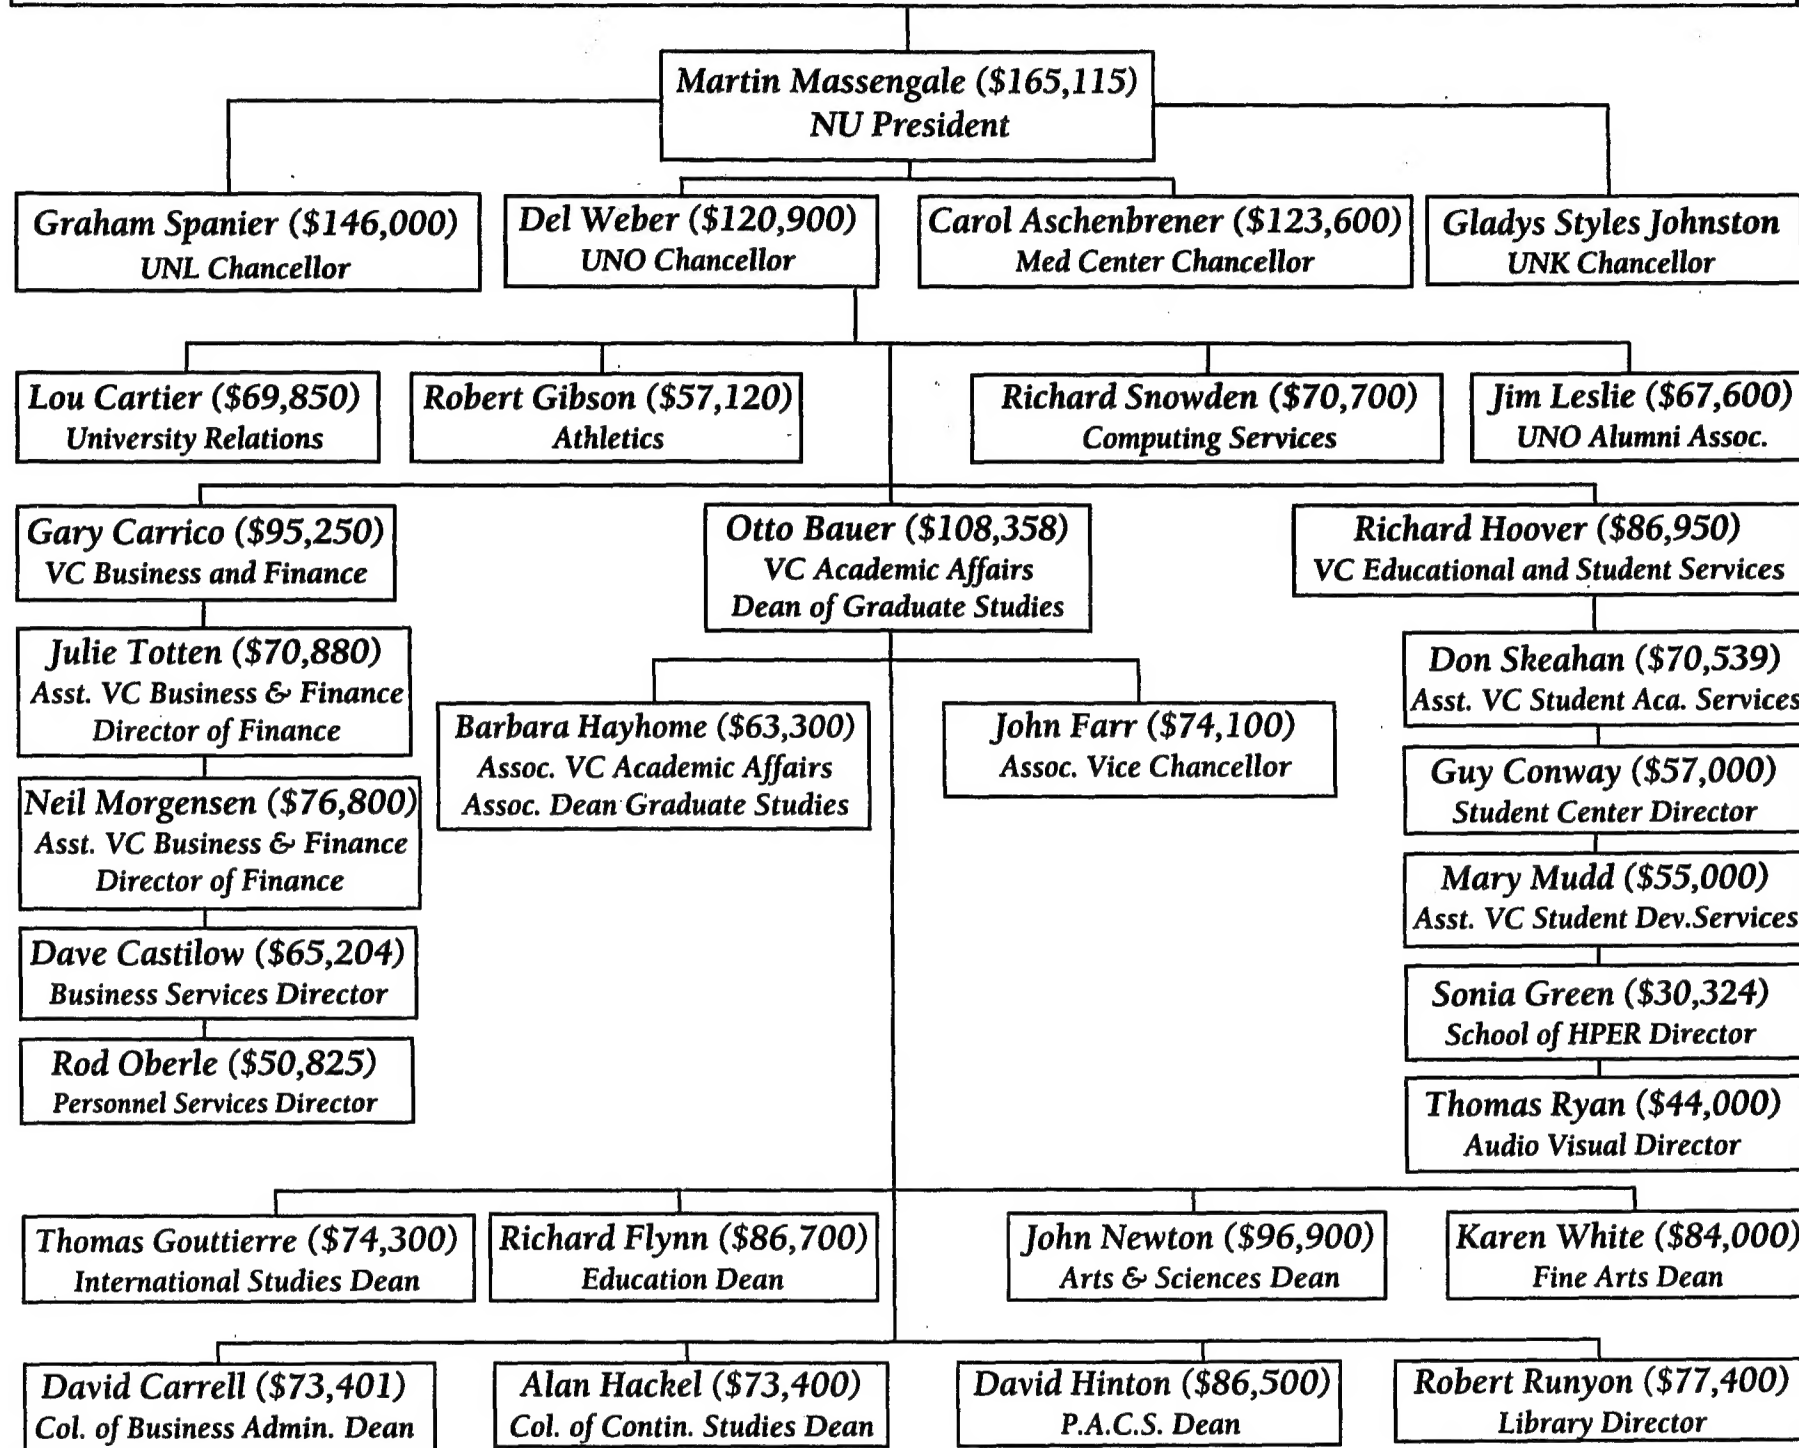 Martin Massengale ($165,115)
NU President
Graham Spanier ($146,000)
UNL Chancellor
Del Weber ($120,900)
UNO Chancellor
Carol Aschenbrener ($123,600)
Med Center Chancellor
Gladys Styles Johnston
UNK Chancellor
Lou Cartier ($69,850)
University Relations
Robert Gibson ($57,120)
Athletics
Richard Snowden ($70,700)
Computing Services
Jim Leslie ($67,600)
UNO Alumni Assoc.
Gary Carrico ($95,250)
VC Business and Finance
Otto Bauer ($108,358)
VC Academic Affairs
Dean of Graduate Studies
Richard Hoover ($86,950)
VC Educational and Student Services
Julie Totten ($70,880)
Asst. VC Business & Finance
Director of Finance
Neil Morgensen ($76,800)
Asst. VC Business & Finance
Director of Finance
Dave Castilow ($65,204)
Business Services Director
Rod Oberle ($50,825)
Personnel Services Director
Barbara Hayhome ($63,300)
Assoc. VC Academic Affairs
Assoc. Dean Graduate Studies
John Farr ($74,100)
Assoc. Vice Chancellor
Don Skeahan ($70,539)
Asst. VC Student Aca. Services
Guy Conway ($57,000)
Student Center Director
Mary Mudd ($55,000)
Asst. VC Student Dev.Services
Sonia Green ($30,324)
School of HPER Director
Thomas Ryan ($44,000)
Audio Visual Director
Thomas Gouttierre ($74,300)
International Studies Dean
Richard Flynn ($86,700)
Education Dean
John Newton ($96,900)
Arts & Sciences Dean
Karen White ($84,000)
Fine Arts Dean
David Carrell ($73,401)
Col. of Business Admin. Dean
Alan Hackel ($73,400)
Col. of Contin. Studies Dean
David Hinton ($86,500)
P.A.C.S. Dean
Robert Runyon ($77,400)
Library Director